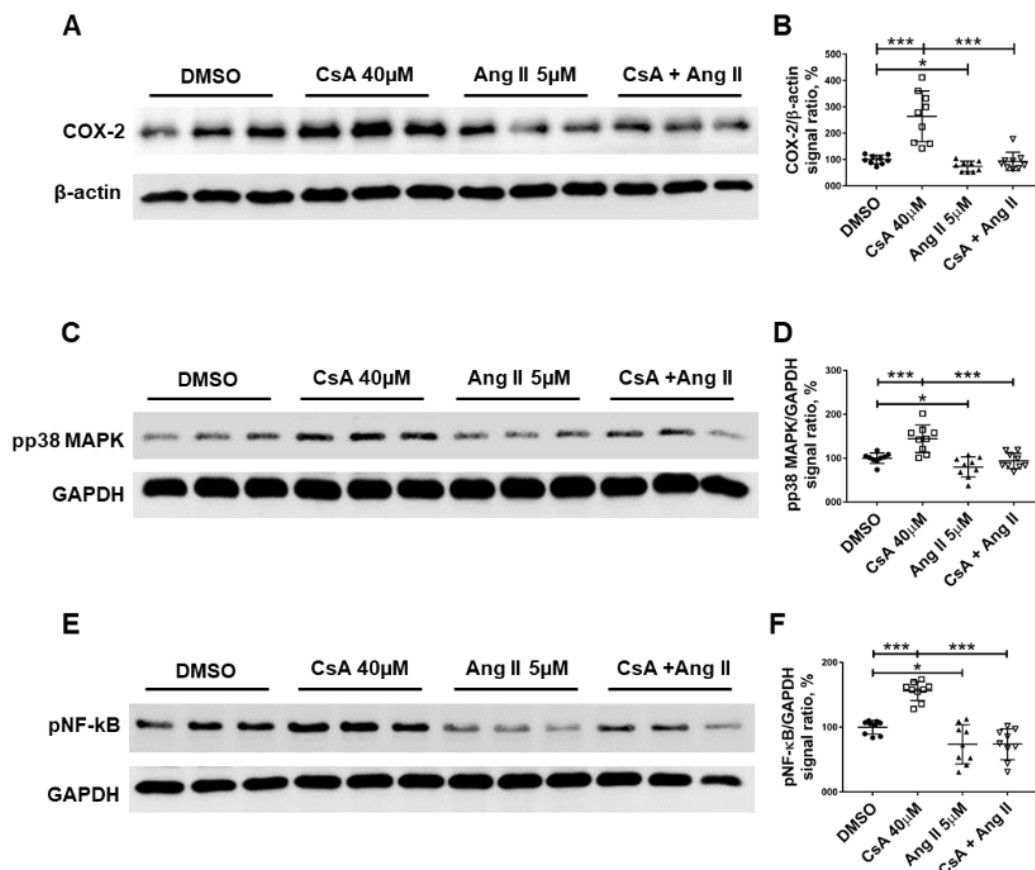 A
DMSO CsA 40µM Ang II 5µM CsA + Ang II
COX-2
β-actin
B
*** ***
*
COX-2/β-actin
signal ratio, %
500
400
300
200
100
000
DMSO
CsA 40µM
Ang II 5µM
CsA + Ang II
C
DMSO CsA 40µM Ang II 5µM CsA +Ang II
pp38 MAPK
GAPDH
D
*** ***
*
pp38 MAPK/GAPDH
signal ratio, %
300
200
100
000
DMSO
CsA 40µM
Ang II 5µM
CsA + Ang II
E
DMSO CsA 40µM Ang II 5µM CsA +Ang II
pNF-kB
GAPDH
F
*** ***
*
pNF-κB/GAPDH
signal ratio, %
200
100
000
DMSO
CsA 40µM
Ang II 5µM
CsA + Ang II